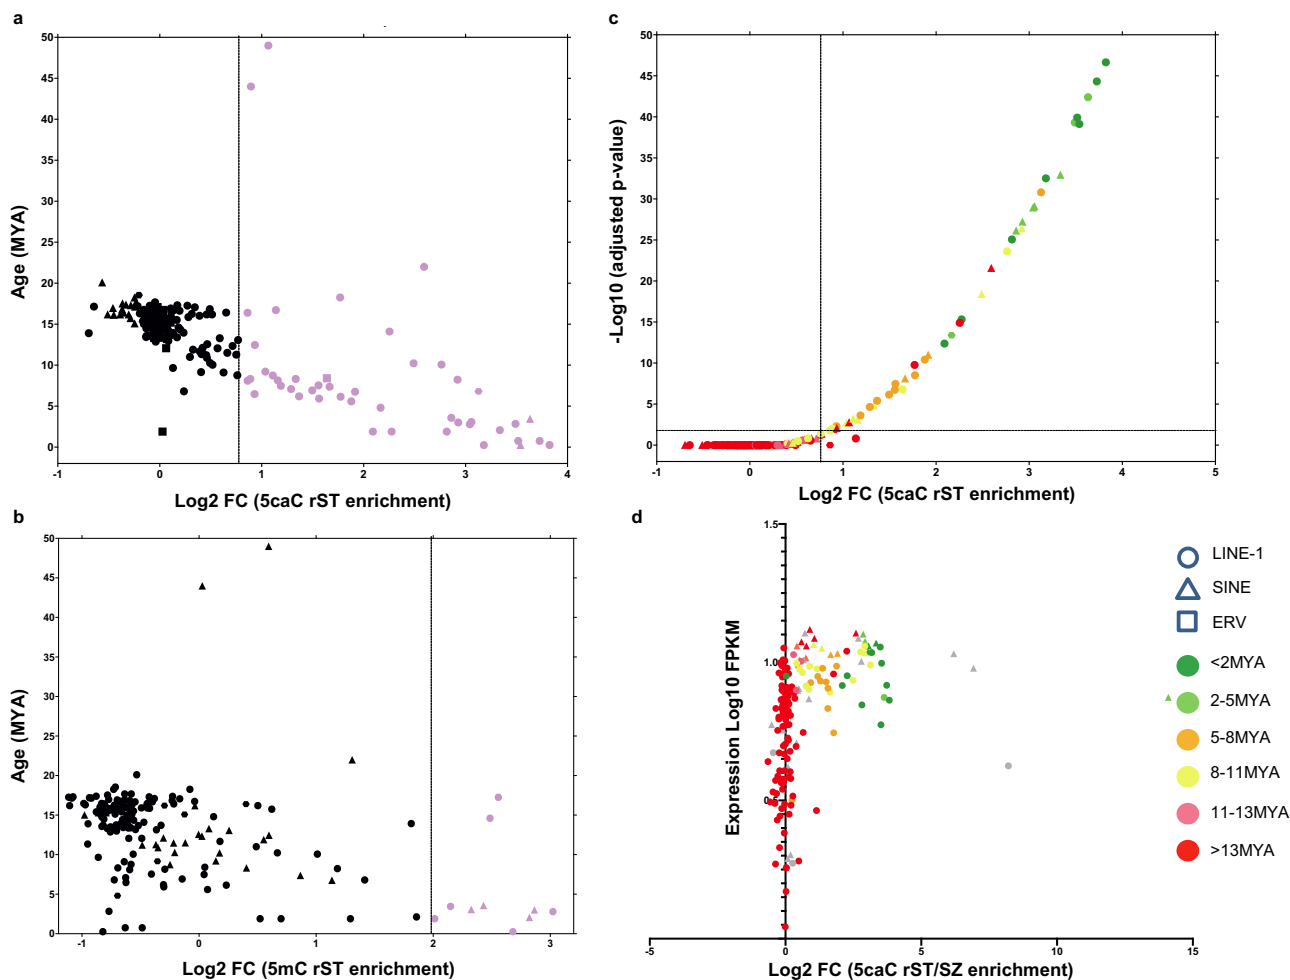 a
50
45
40
35
30
25
20
15
10
5
0
Age (MYA)
-1
0
1
2
3
4
Log2 FC (5caC rST enrichment)
b
50
45
40
35
30
25
20
15
10
5
0
Age (MYA)
-1
0
1
2
3
Log2 FC (5mC rST enrichment)
c
50
45
40
35
30
25
20
15
10
5
0
-Log10 (adjusted p-value)
-1
0
1
2
3
4
5
Log2 FC (5caC rST enrichment)
d
1.5
1.0
0.5
Expression Log10 FPKM
-5
0
5
10
15
Log2 FC (5caC rST/SZ enrichment)
LINE-1
SINE
ERV
<2MYA
2-5MYA
5-8MYA
8-11MYA
11-13MYA
>13MYA